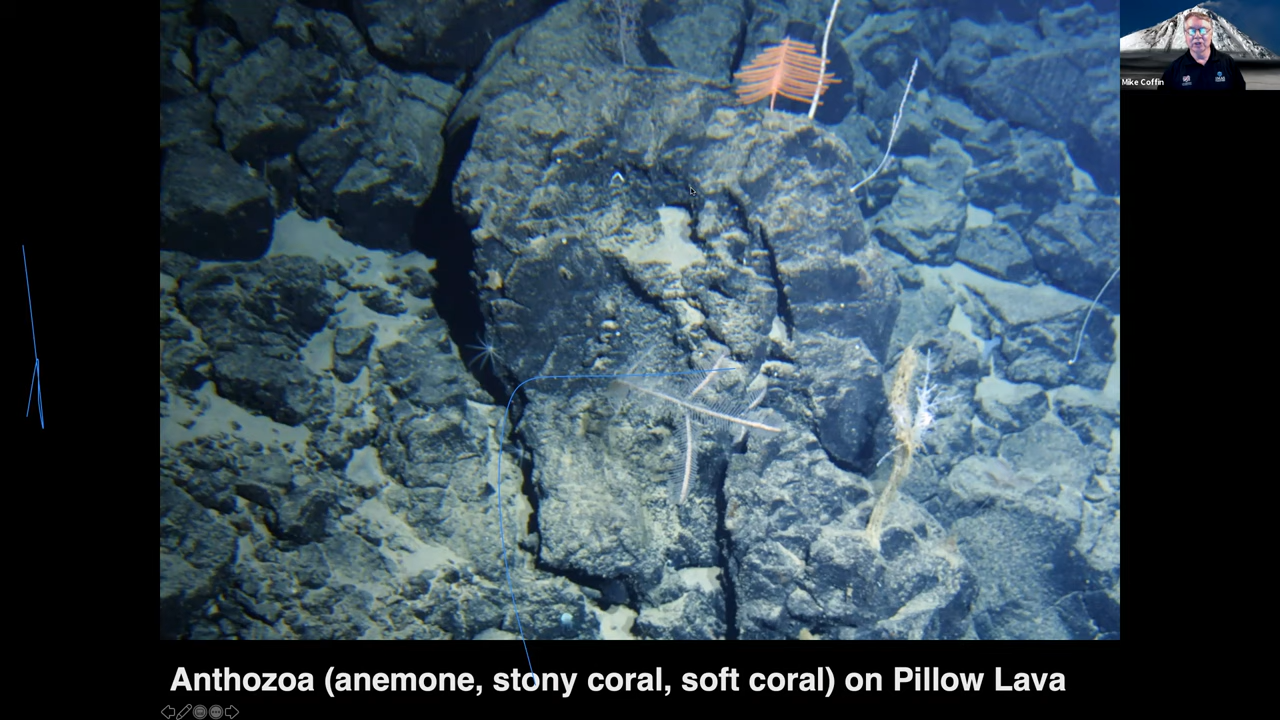 Mike Coffin
Anthozoa (anemone, stony coral, soft coral) on Pillow Lava